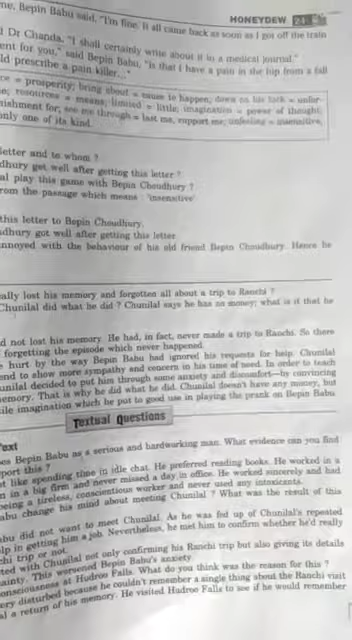 HONEYDEW
me, Bepin Babu said, "I'm fine. It all came back as soon as I got off the train
Dr Chanda, "I shall certainly write about it in a medical journal."
ent for you," said Bepin Babu, "is that I have a pain in the hip from a fall
ld prescribe a pain killer..."
ce = prosperity; bring about = cause to happen; down on his luck = unfor-
e; resources = means; limited = little; imagination = power of thought;
nishment for; see me through = last me, support me; unfeeling = insensitive,
only one of its kind.
letter and to whom ?
dhury get well after getting this letter ?
al play this game with Bepin Choudhury ?
rom the passage which means 'insensitive'
this letter to Bepin Choudhury.
udhury got well after getting this letter.
nnoyed with the behaviour of his old friend Bepin Choudhury. Hence he
eally lost his memory and forgotten all about a trip to Ranchi ?
Chunilal did what he did ? Chunilal says he has no money; what is it that he
d not lost his memory. He had, in fact, never made a trip to Ranchi. So there
forgetting the episode which never happened.
hurt by the way Bepin Babu had ignored his requests for help. Chunilal
end to show more sympathy and concern in his time of need. In order to teach
unilal decided to put him through some anxiety and discomfort—by convincing
emory. That is why he did what he did. Chunilal doesn't have any money, but
ile imagination which he put to good use in playing the prank on Bepin Babu
Textual Questions
Text
es Bepin Babu as a serious and hardworking man. What evidence can you find
pport this ?
t like spending time in idle chat. He preferred reading books. He worked in a
n in a big firm and never missed a day in office. He worked sincerely and had
being a tireless, conscientious worker and never used any intoxicants.
abu change his mind about meeting Chunilal ? What was the result of this
abu did not want to meet Chunilal. As he was fed up of Chunilal's repeated
elp in getting him a job. Nevertheless, he met him to confirm whether he'd really
chi trip or not.
ted with Chunilal not only confirming his Ranchi trip but also giving its details
ainty. This worsened Bepin Babu's anxiety.
onsciousness at Hudroo Falls. What do you think was the reason for this ?
ery disturbed because he couldn't remember a single thing about the Ranchi visit
al a return of his memory. He visited Hudroo Falls to see if he would remember